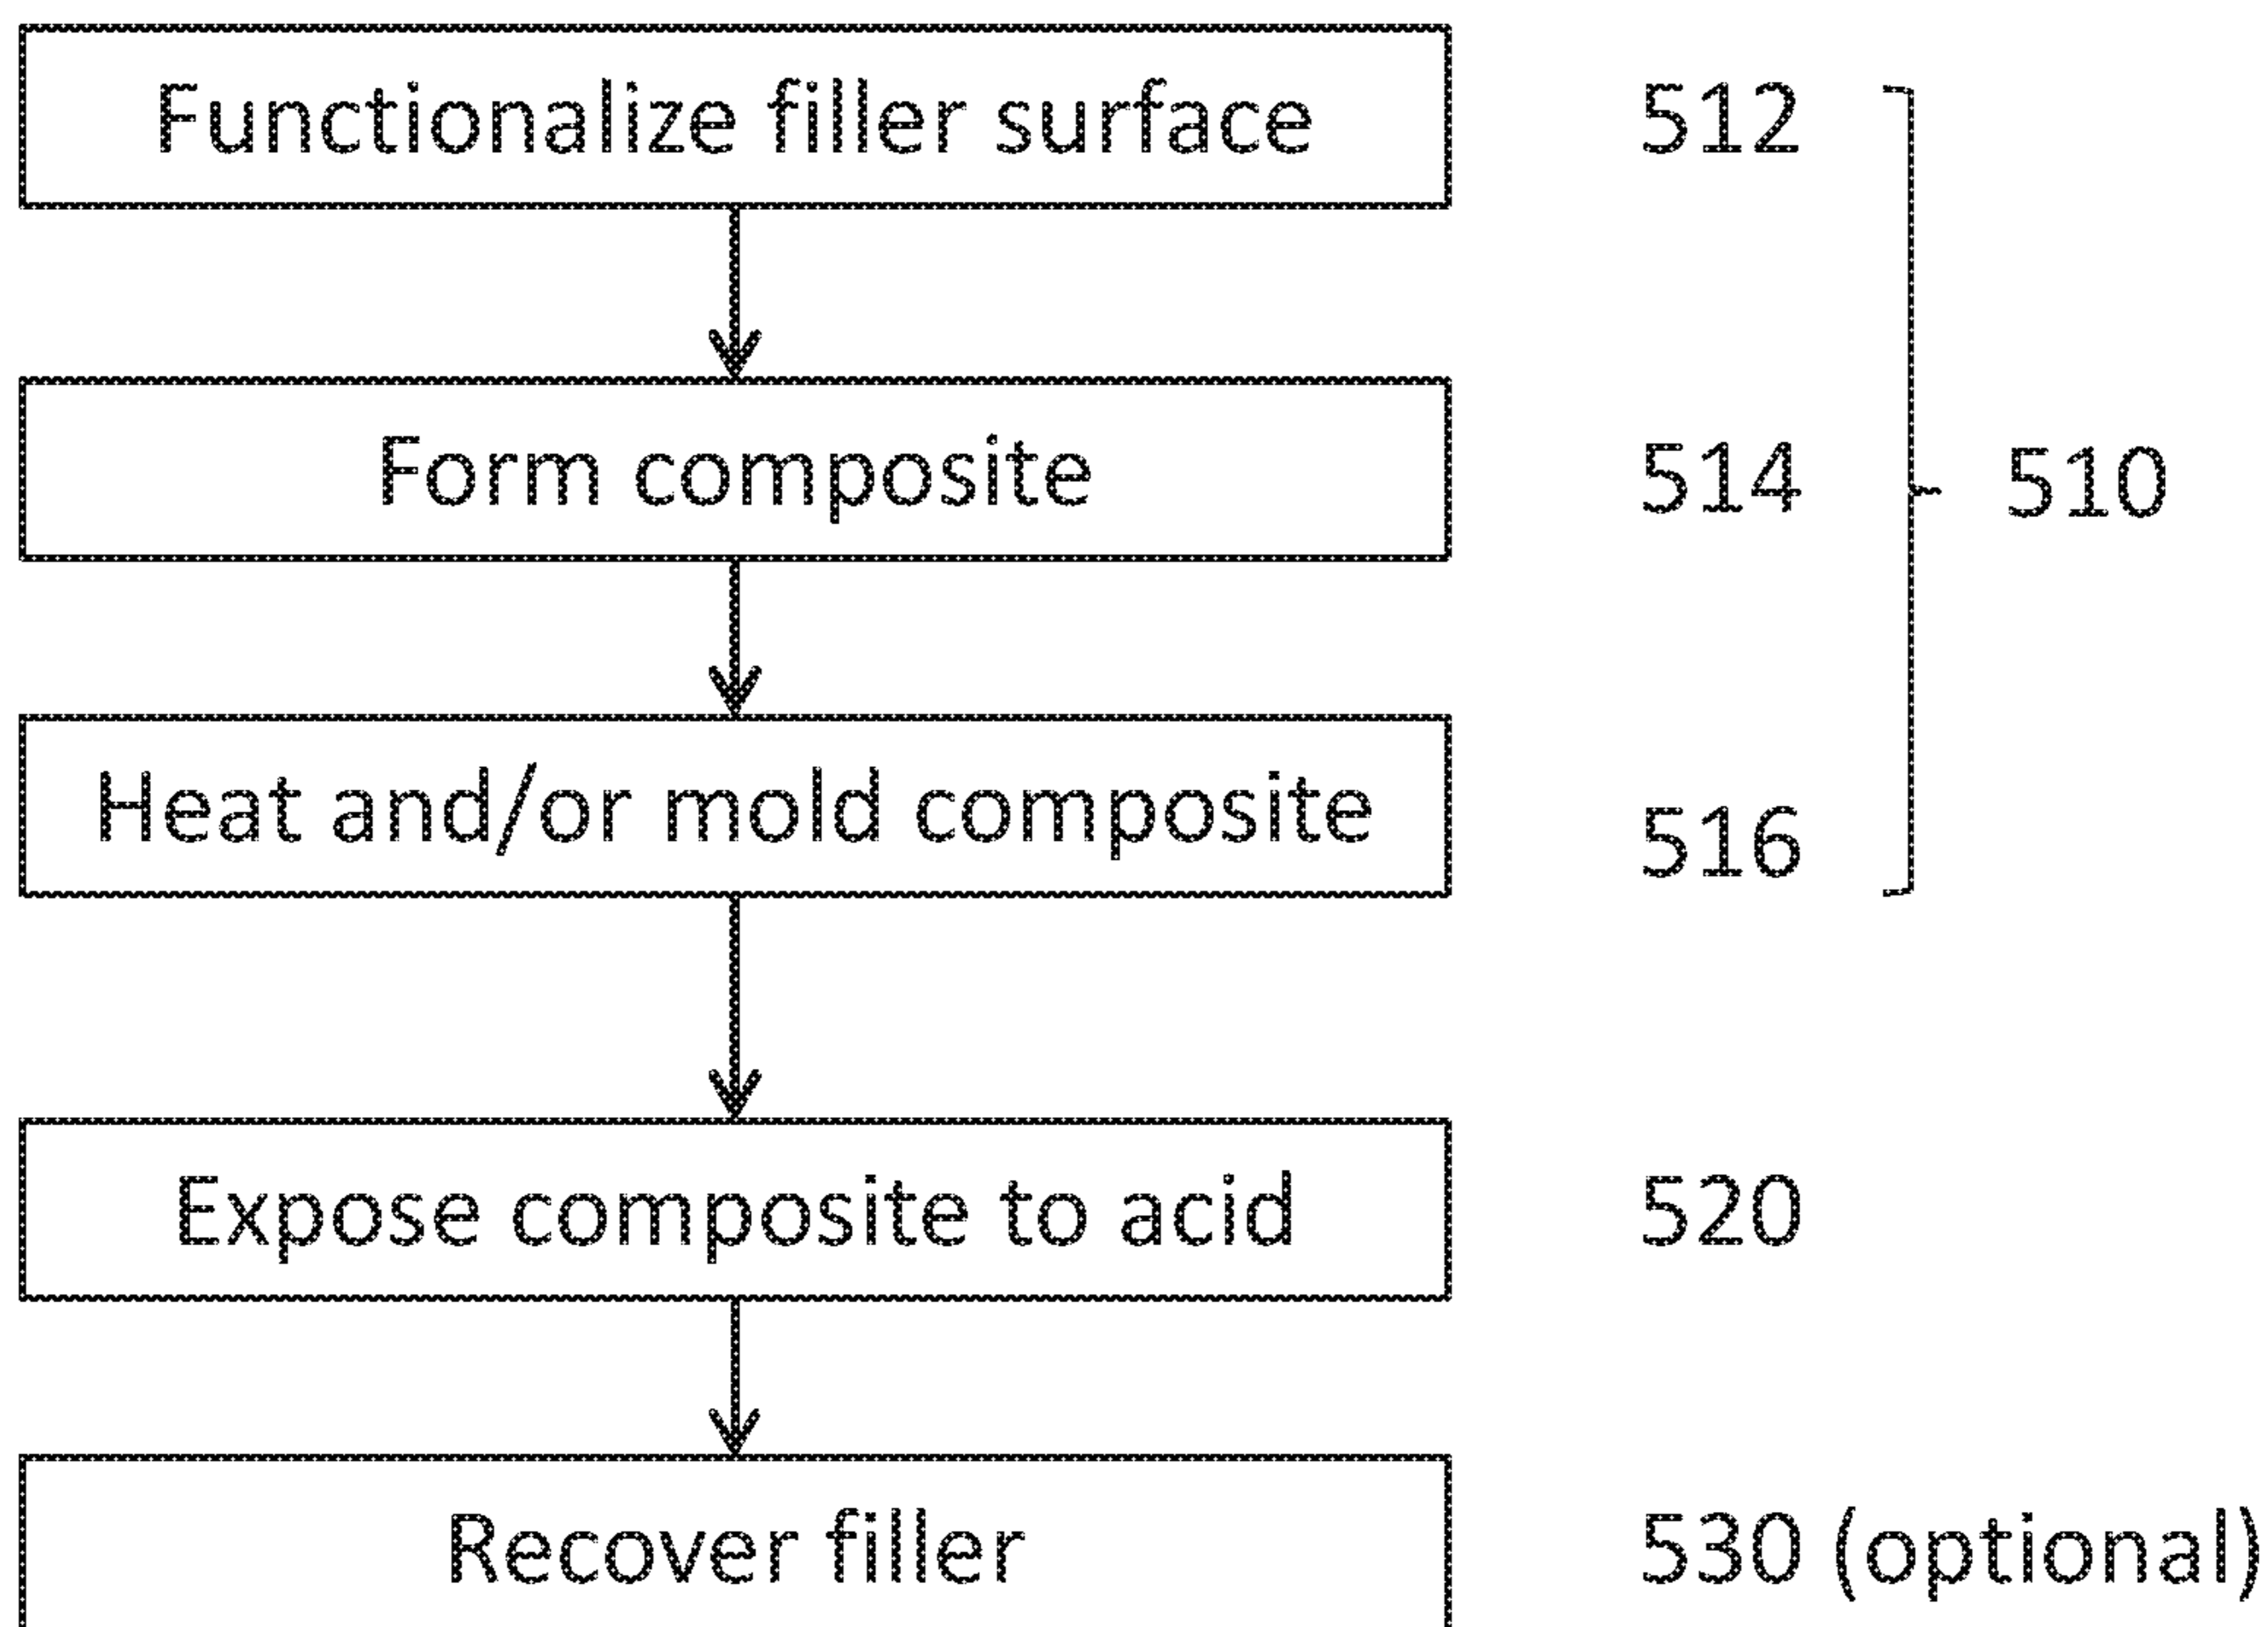 Functionalize filler surface 512
Form composite 514 510
Heat and/or mold composite 516
Expose composite to acid 520
Recover filler 530 (optional)